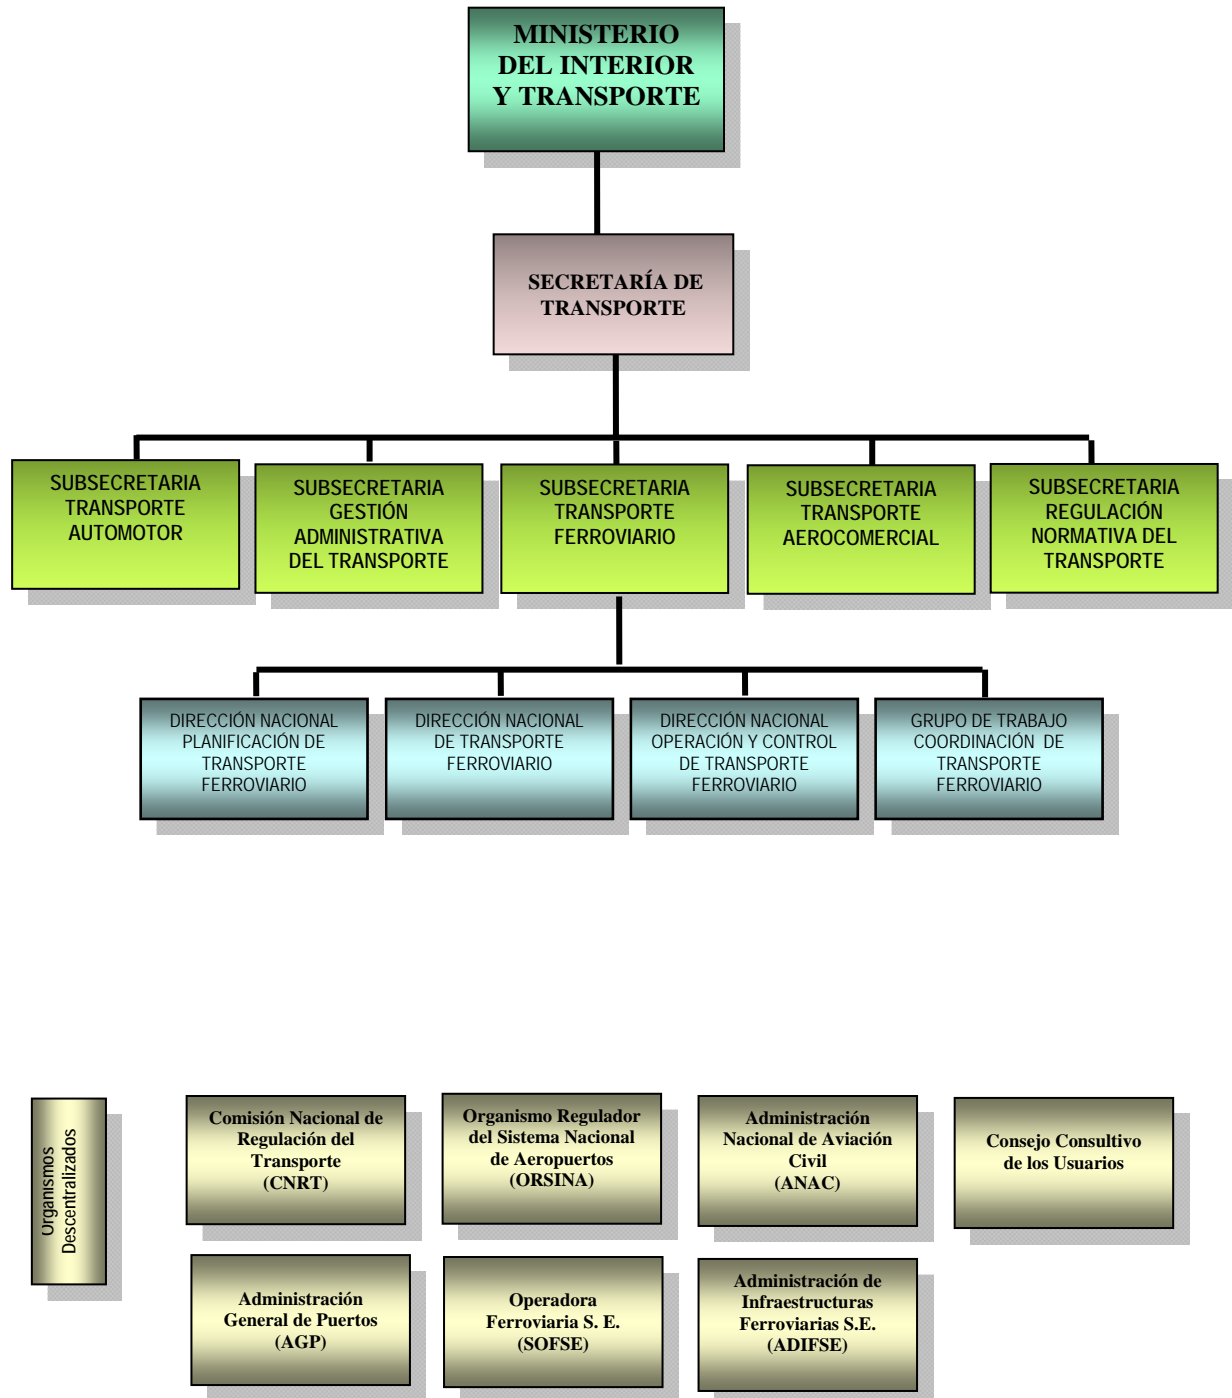 MINISTERIO
DEL INTERIOR
Y TRANSPORTE
SECRETARÍA DE
TRANSPORTE
SUBSECRETARIA
TRANSPORTE
AUTOMOTOR
SUBSECRETARIA
GESTIÓN
ADMINISTRATIVA
DEL TRANSPORTE
SUBSECRETARIA
TRANSPORTE
FERROVIARIO
SUBSECRETARIA
TRANSPORTE
AEROCOMERCIAL
SUBSECRETARIA
REGULACIÓN
NORMATIVA DEL
TRANSPORTE
DIRECCIÓN NACIONAL
PLANIFICACIÓN DE
TRANSPORTE
FERROVIARIO
DIRECCIÓN NACIONAL
DE TRANSPORTE
FERROVIARIO
DIRECCIÓN NACIONAL
OPERACIÓN Y CONTROL
DE TRANSPORTE
FERROVIARIO
GRUPO DE TRABAJO
COORDINACIÓN DE
TRANSPORTE
FERROVIARIO
Organismos
Descentralizados
Comisión Nacional de
Regulación del
Transporte
(CNRT)
Organismo Regulador
del Sistema Nacional
de Aeropuertos
(ORSINA)
Administración
Nacional de Aviación
Civil
(ANAC)
Consejo Consultivo
de los Usuarios
Administración
General de Puertos
(AGP)
Operadora
Ferroviaria S. E.
(SOFSE)
Administración de
Infraestructuras
Ferroviarias S.E.
(ADIFSE)